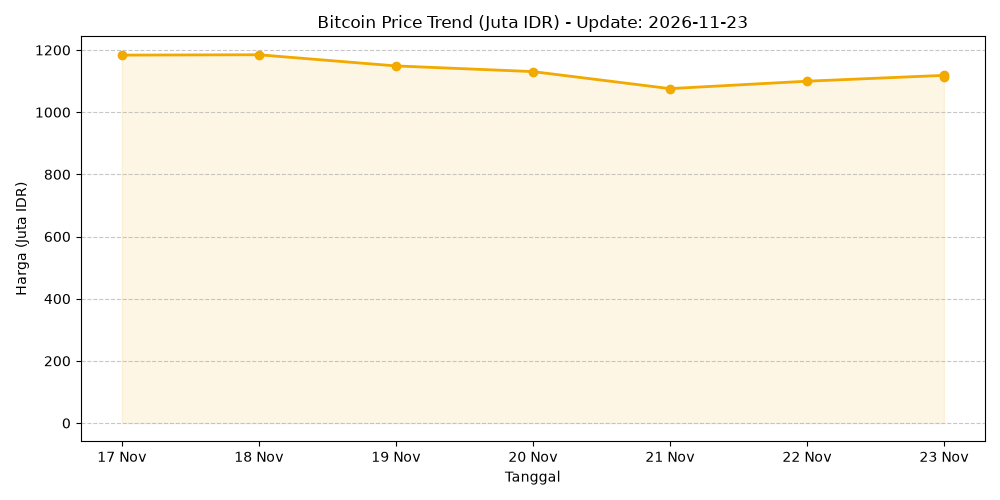 Bitcoin Price Trend (Juta IDR) - Update: 2026-11-23
Harga (Juta IDR)
1200
1000
800
600
400
200
0
17 Nov
18 Nov
19 Nov
20 Nov
21 Nov
22 Nov
23 Nov
Tanggal